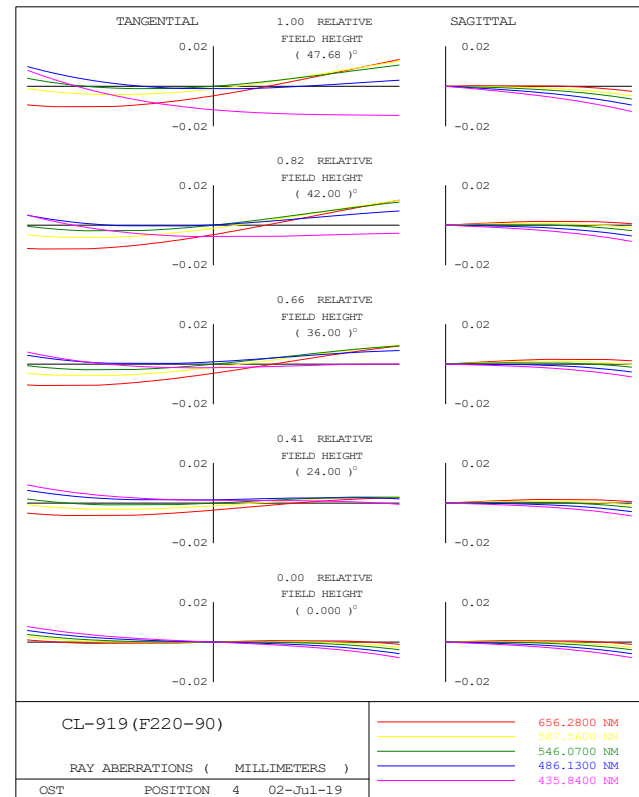 TANGENTIAL 1.00 RELATIVE SAGITTAL
FIELD HEIGHT
( 47.68 )°
0.02 0.02
-0.02 -0.02
0.82 RELATIVE
FIELD HEIGHT
( 42.00 )°
0.02 0.02
-0.02 -0.02
0.66 RELATIVE
FIELD HEIGHT
( 36.00 )°
0.02 0.02
-0.02 -0.02
0.41 RELATIVE
FIELD HEIGHT
( 24.00 )°
0.02 0.02
-0.02 -0.02
0.00 RELATIVE
FIELD HEIGHT
( 0.000 )°
0.02 0.02
-0.02 -0.02
CL-919(F220-90)
RAY ABERRATIONS ( MILLIMETERS )
OST POSITION 4 02-Jul-19
656.2800 NM
587.5600 NM
546.0700 NM
486.1300 NM
435.8400 NM